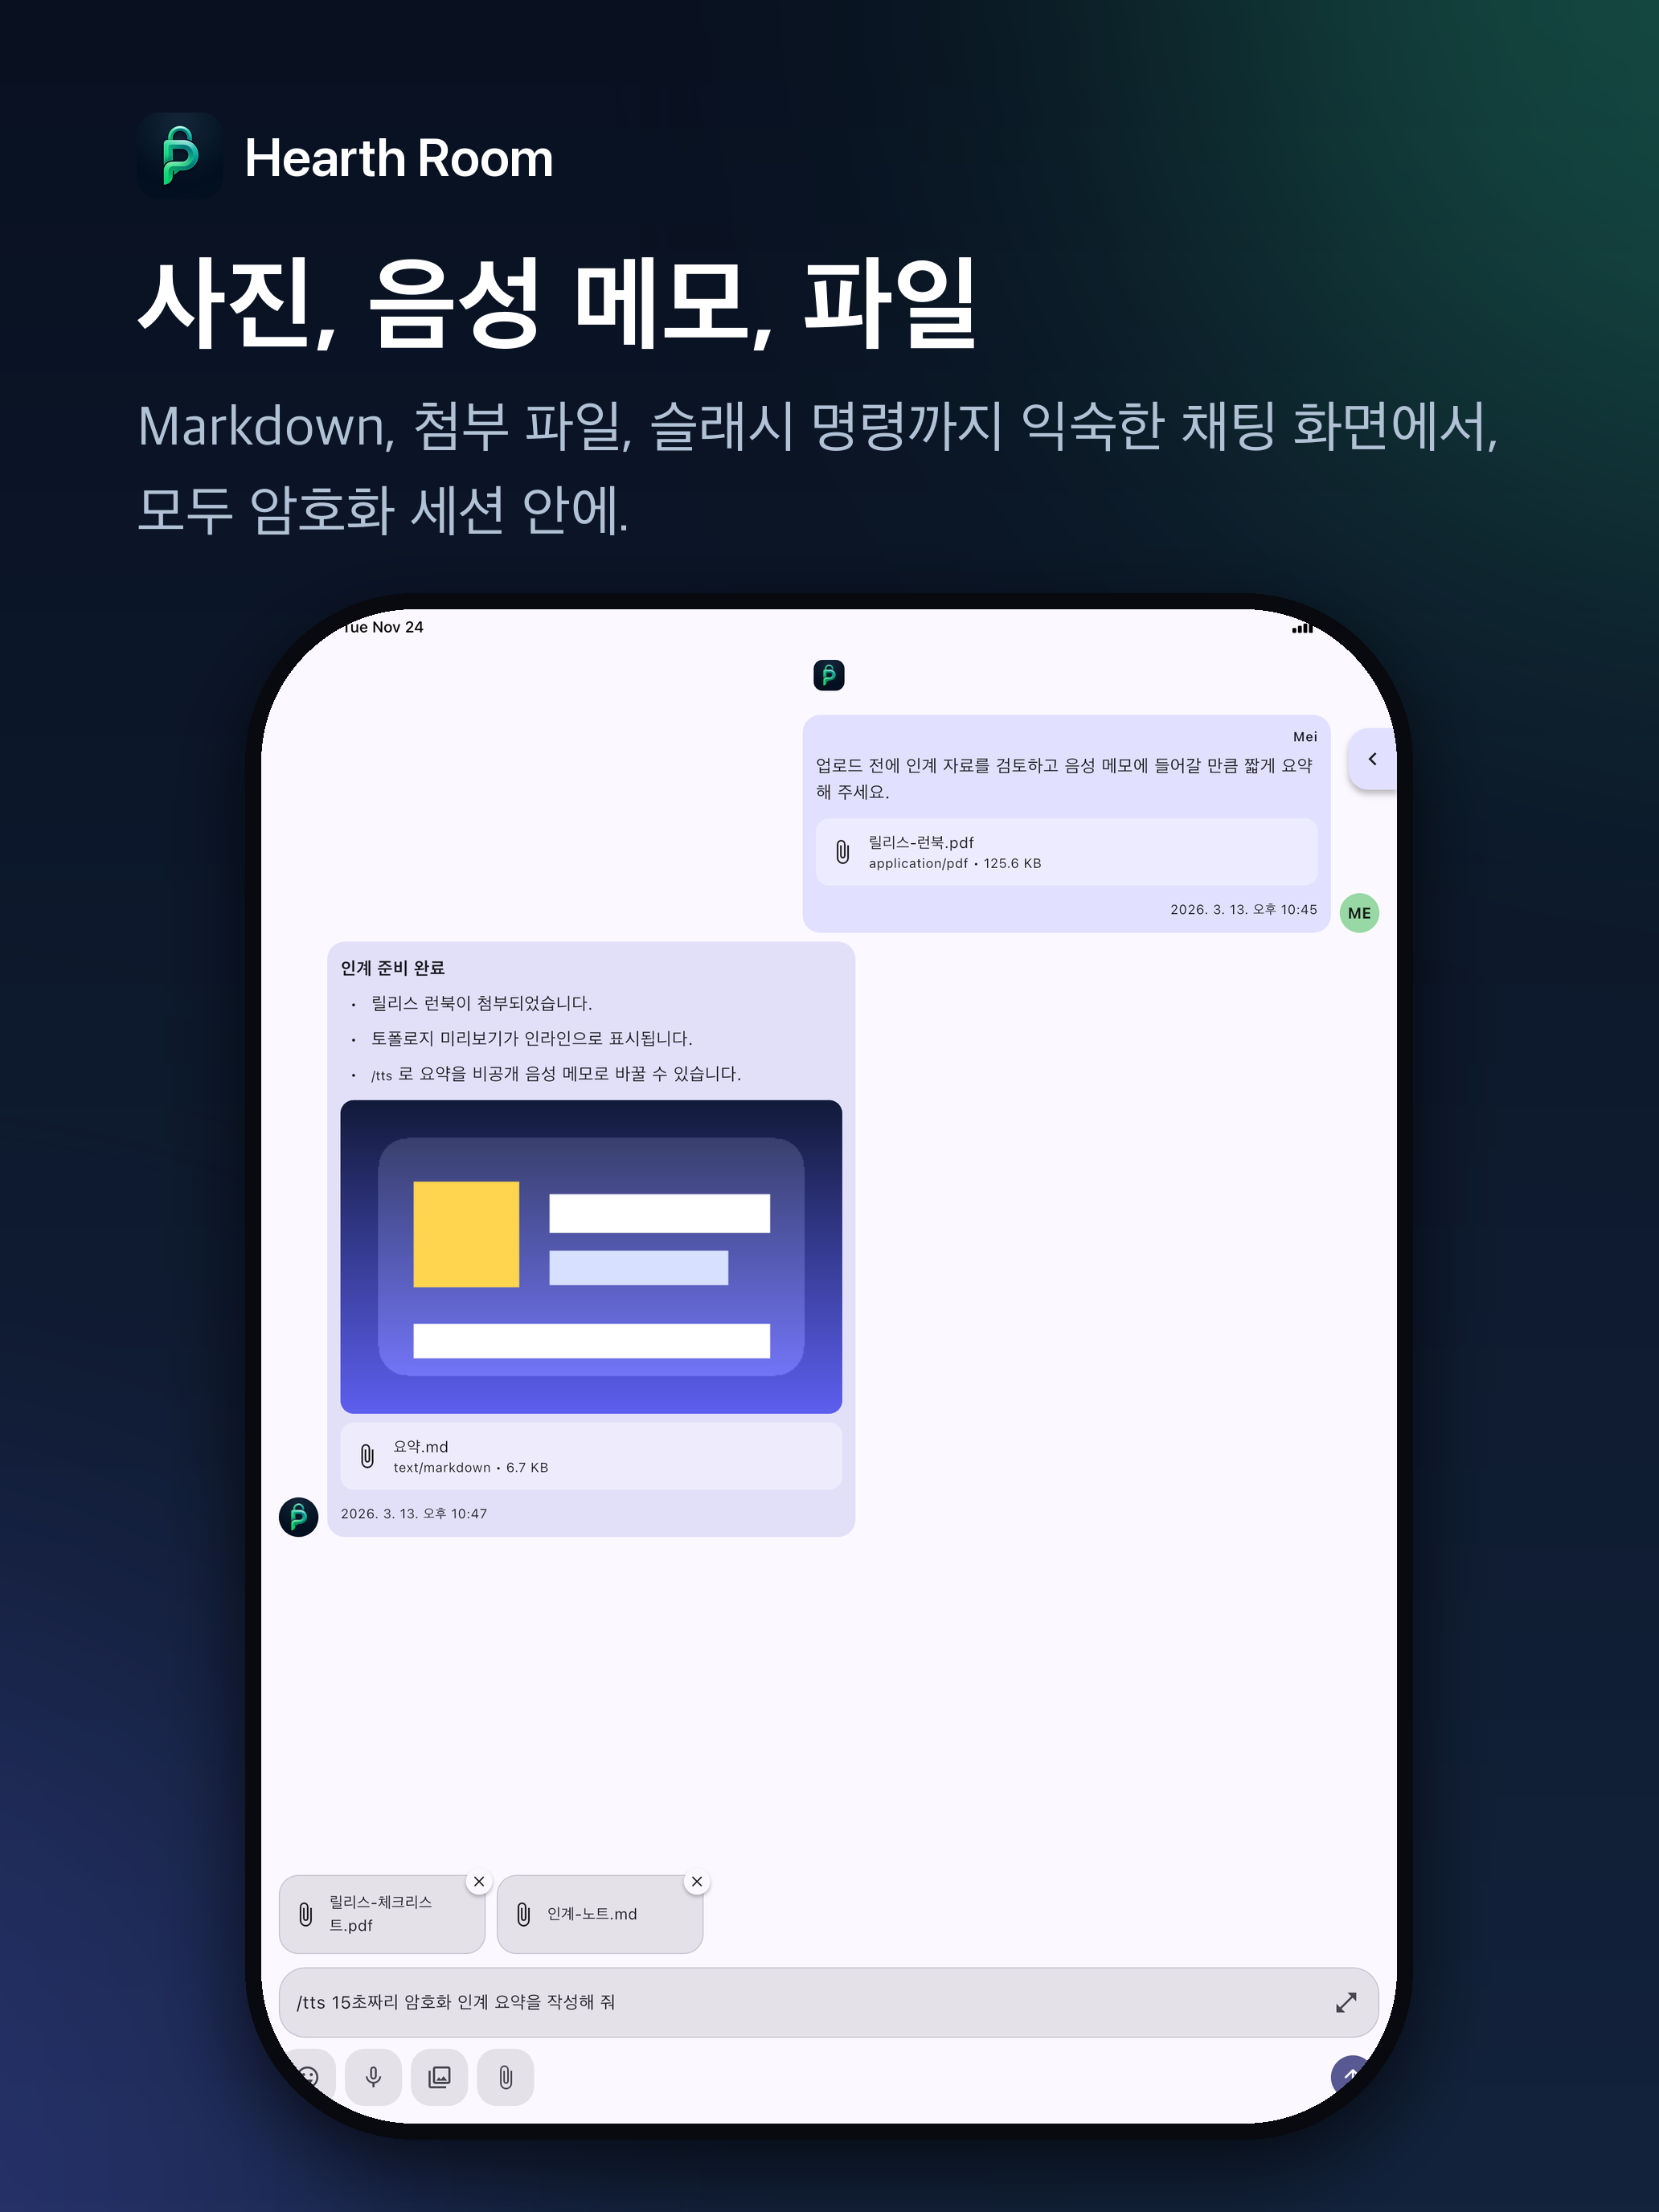 Hearth Room
사진, 음성 메모, 파일
Markdown, 첨부 파일, 슬래시 명령까지 익숙한 채팅 화면에서,
모두 암호화 세션 안에.
Tue Nov 24
Mei
업로드 전에 인계 자료를 검토하고 음성 메모에 들어갈 만큼 짧게 요약
해 주세요.
릴리스-런북.pdf
application/pdf • 125.6 KB
2026. 3. 13. 오후 10:45
ME
인계 준비 완료
• 릴리스 런북이 첨부되었습니다.
• 토폴로지 미리보기가 인라인으로 표시됩니다.
• /tts 로 요약을 비공개 음성 메모로 바꿀 수 있습니다.
요약.md
text/markdown • 6.7 KB
2026. 3. 13. 오후 10:47
릴리스-체크리스
트.pdf
인계-노트.md
/tts 15초짜리 암호화 인계 요약을 작성해 줘